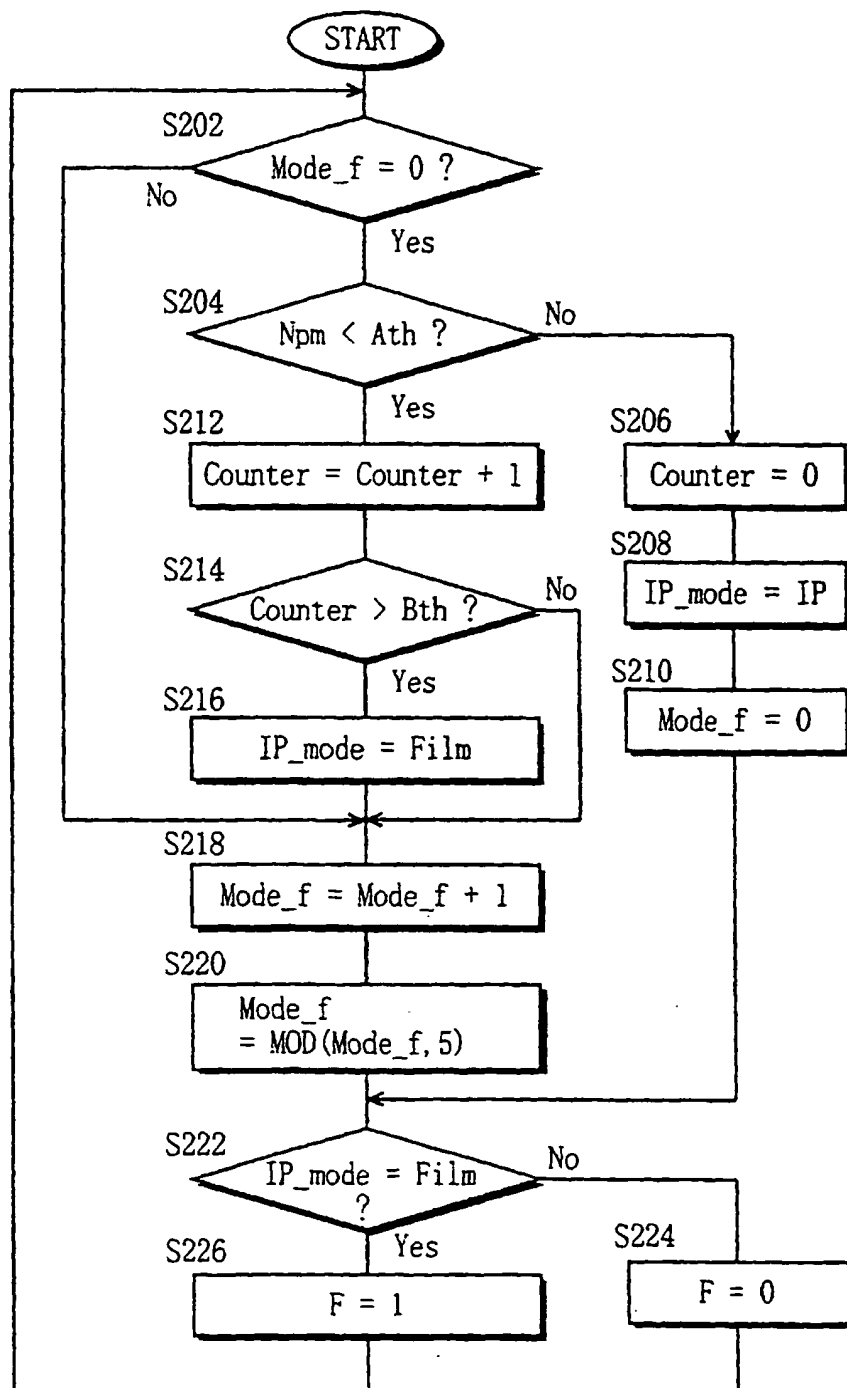 START
S202
Mode_f = 0 ?
No
Yes
S204
Npm < Ath ?
No
Yes
S212
Counter = Counter + 1
S206
Counter = 0
S214
Counter > Bth ?
No
Yes
S208
IP_mode = IP
S216
IP_mode = Film
S210
Mode_f = 0
S218
Mode_f = Mode_f + 1
S220
Mode_f
= MOD(Mode_f, 5)
S222
IP_mode = Film
?
No
Yes
S226
F = 1
S224
F = 0